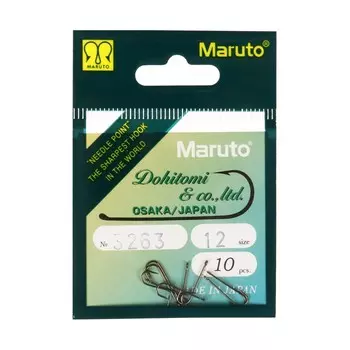 MARUTO
Maruto®
"NEEDLE POINT"
THE SHARPEST HOOK
IN THE WORLD
Maruto®
Dohitomi
& co., ltd.
OSAKA/JAPAN
№ 3263 12 size
10 pcs.
DE IN JAPAN